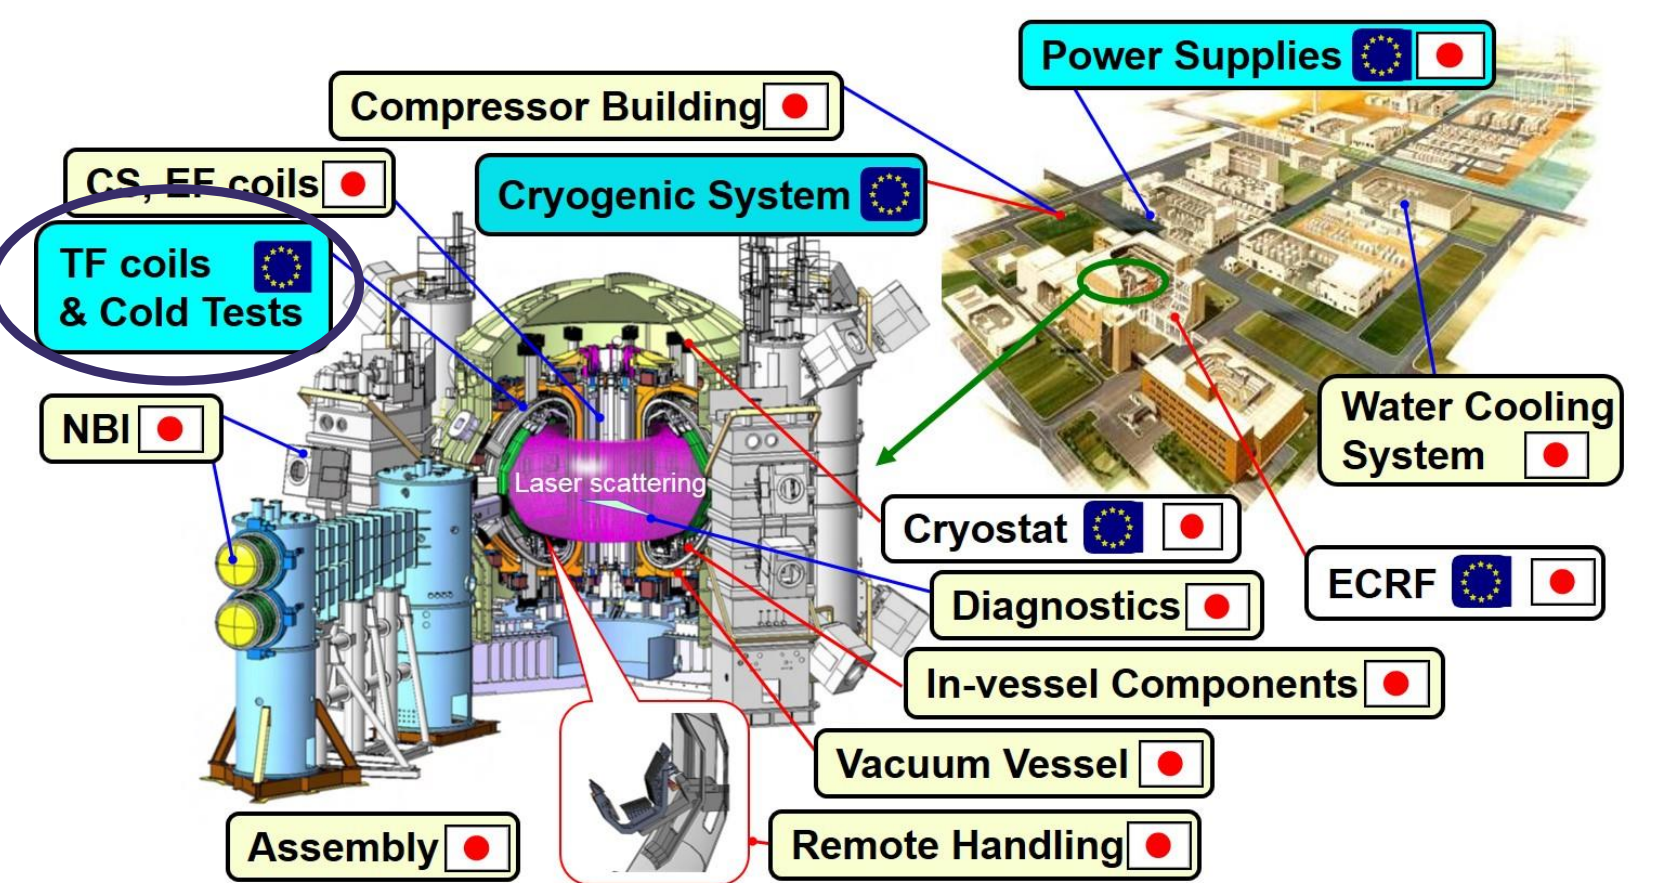 Power Supplies
Compressor Building
CS, EF coils
Cryogenic System
TF coils
& Cold Tests
NBI
Water Cooling
System
Laser scattering
Cryostat
ECRF
Diagnostics
In-vessel Components
Vacuum Vessel
Assembly
Remote Handling